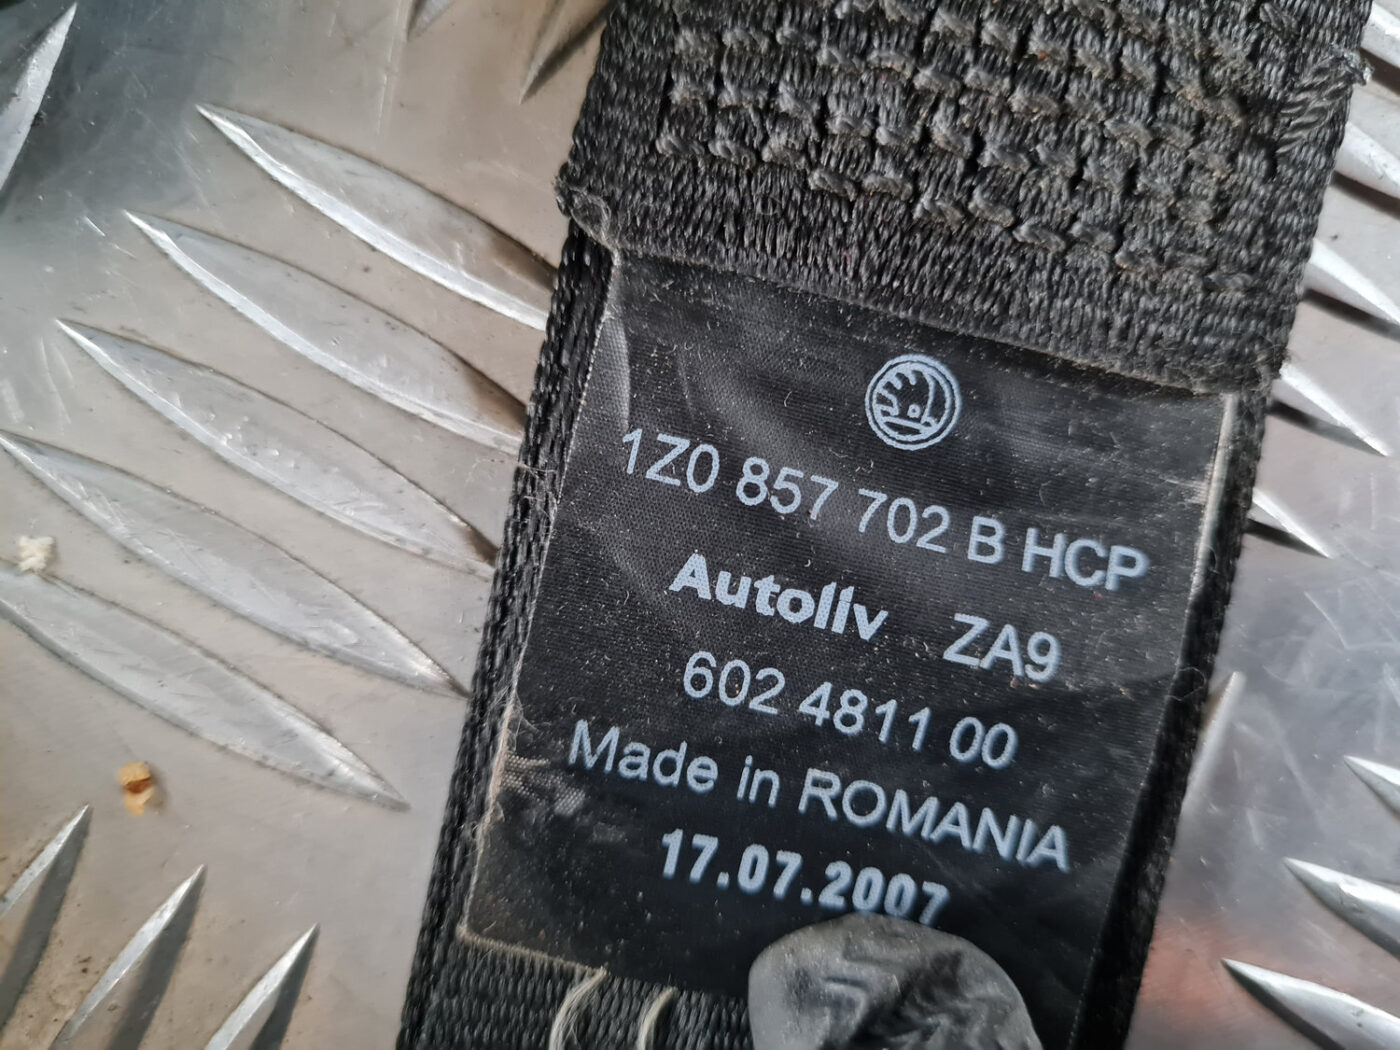 1Z0 857 702 B HCP
Autoliv ZA9
602 4811 00
Made in ROMANIA
17.07.2007